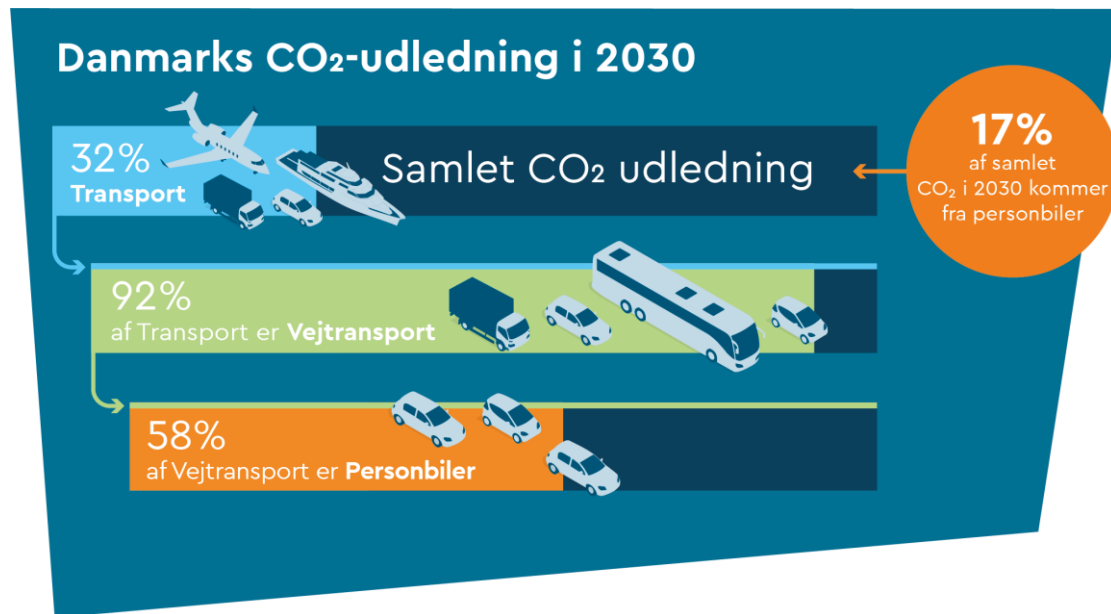 Danmarks CO₂-udledning i 2030
32%
Transport
Samlet CO₂ udledning
17%
af samlet
CO₂ i 2030 kommer
fra personbiler
92%
af Transport er Vejtransport
58%
af Vejtransport er Personbiler